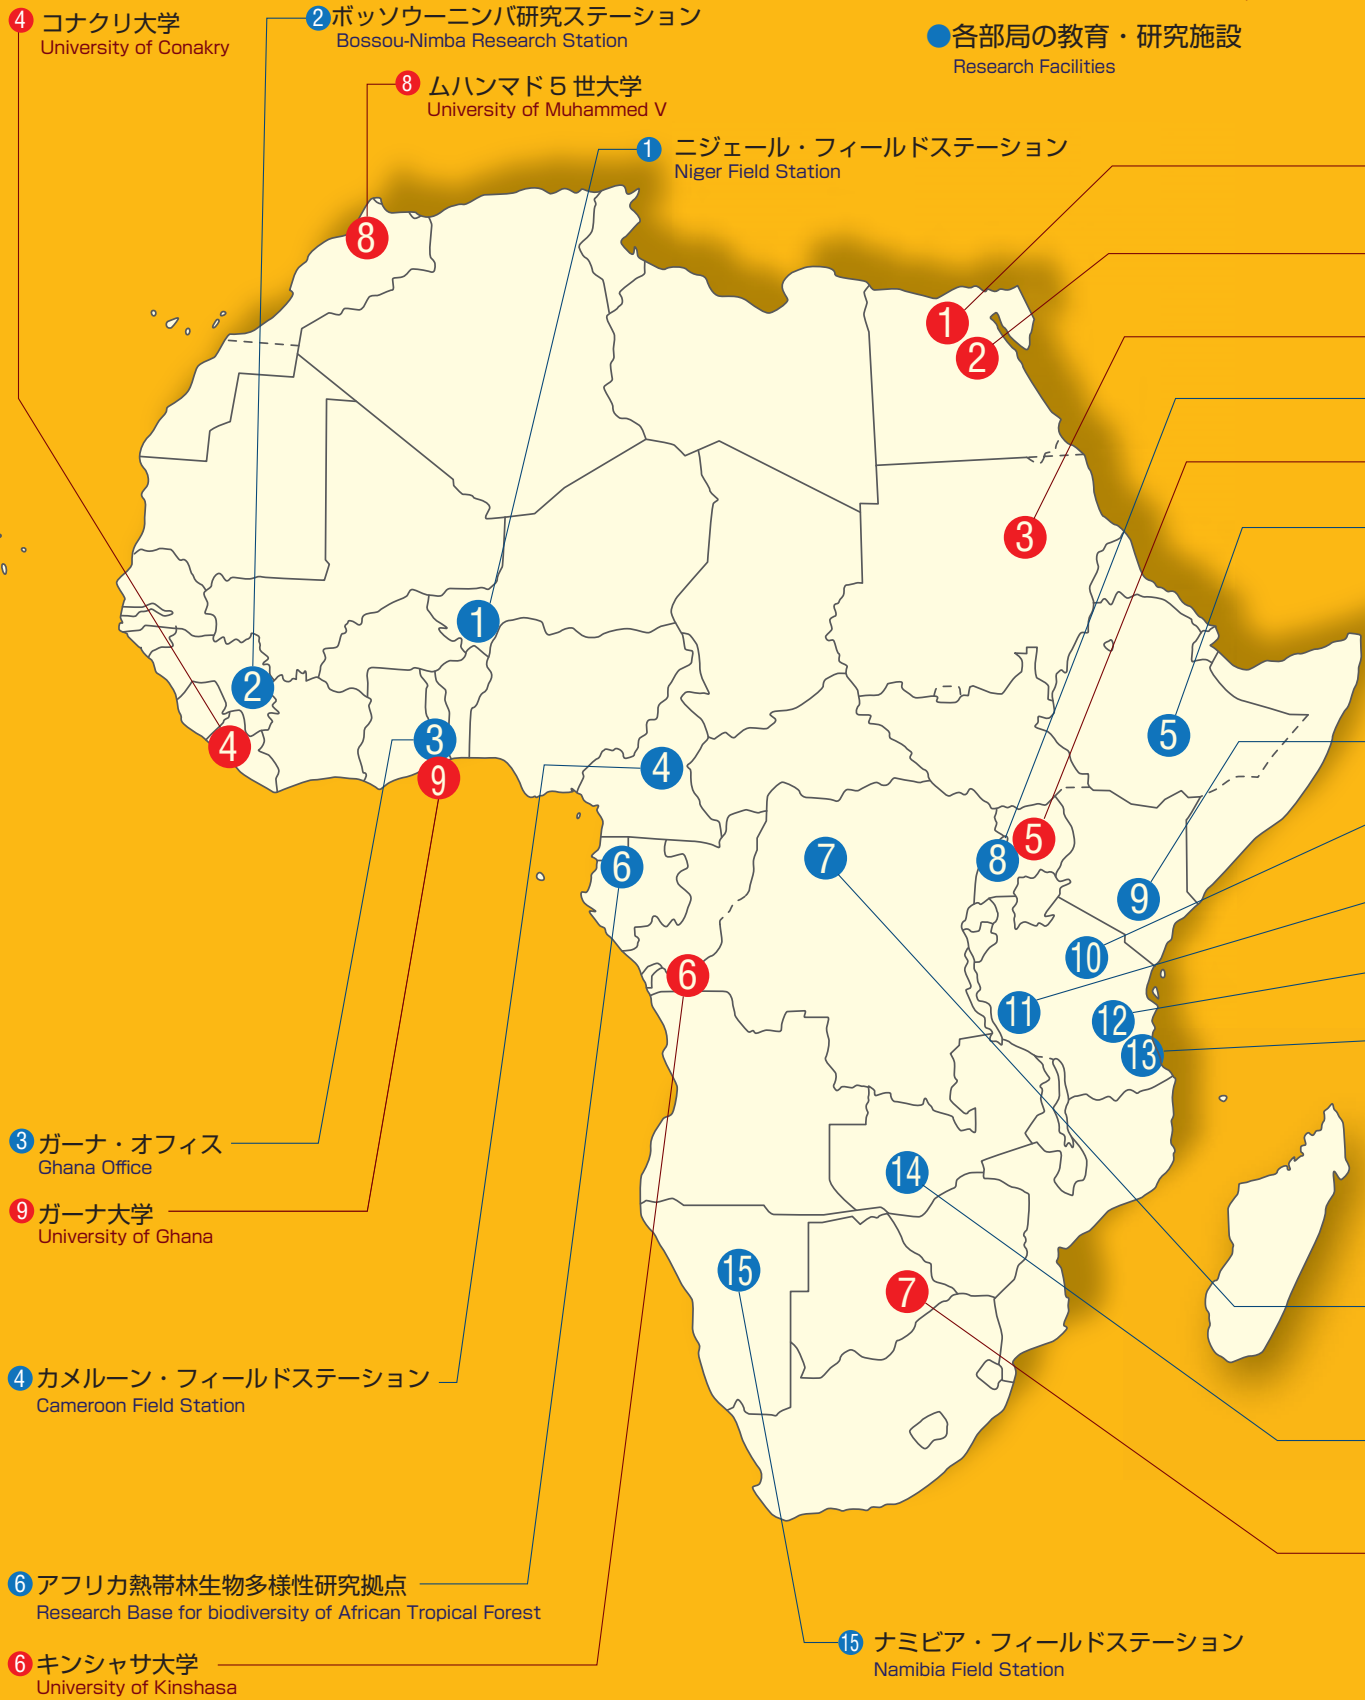 ④ コナクリ大学
University of Conakry
② ボッソウーニンバ研究ステーション
Bossou-Nimba Research Station
●各部局の教育・研究施設
Research Facilities
⑧ ムハンマド5世大学
University of Muhammed V
① ニジェール・フィールドステーション
Niger Field Station
8
1
2
3
1
2
4
3
9
4
5
6
7
8
5
9
6
10
11
12
13
14
15
7
③ ガーナ・オフィス
Ghana Office
⑨ ガーナ大学
University of Ghana
④ カメルーン・フィールドステーション
Cameroon Field Station
⑥ アフリカ熱帯林生物多様性研究拠点
Research Base for biodiversity of African Tropical Forest
⑥ キンシャサ大学
University of Kinshasa
⑮ ナミビア・フィールドステーション
Namibia Field Station